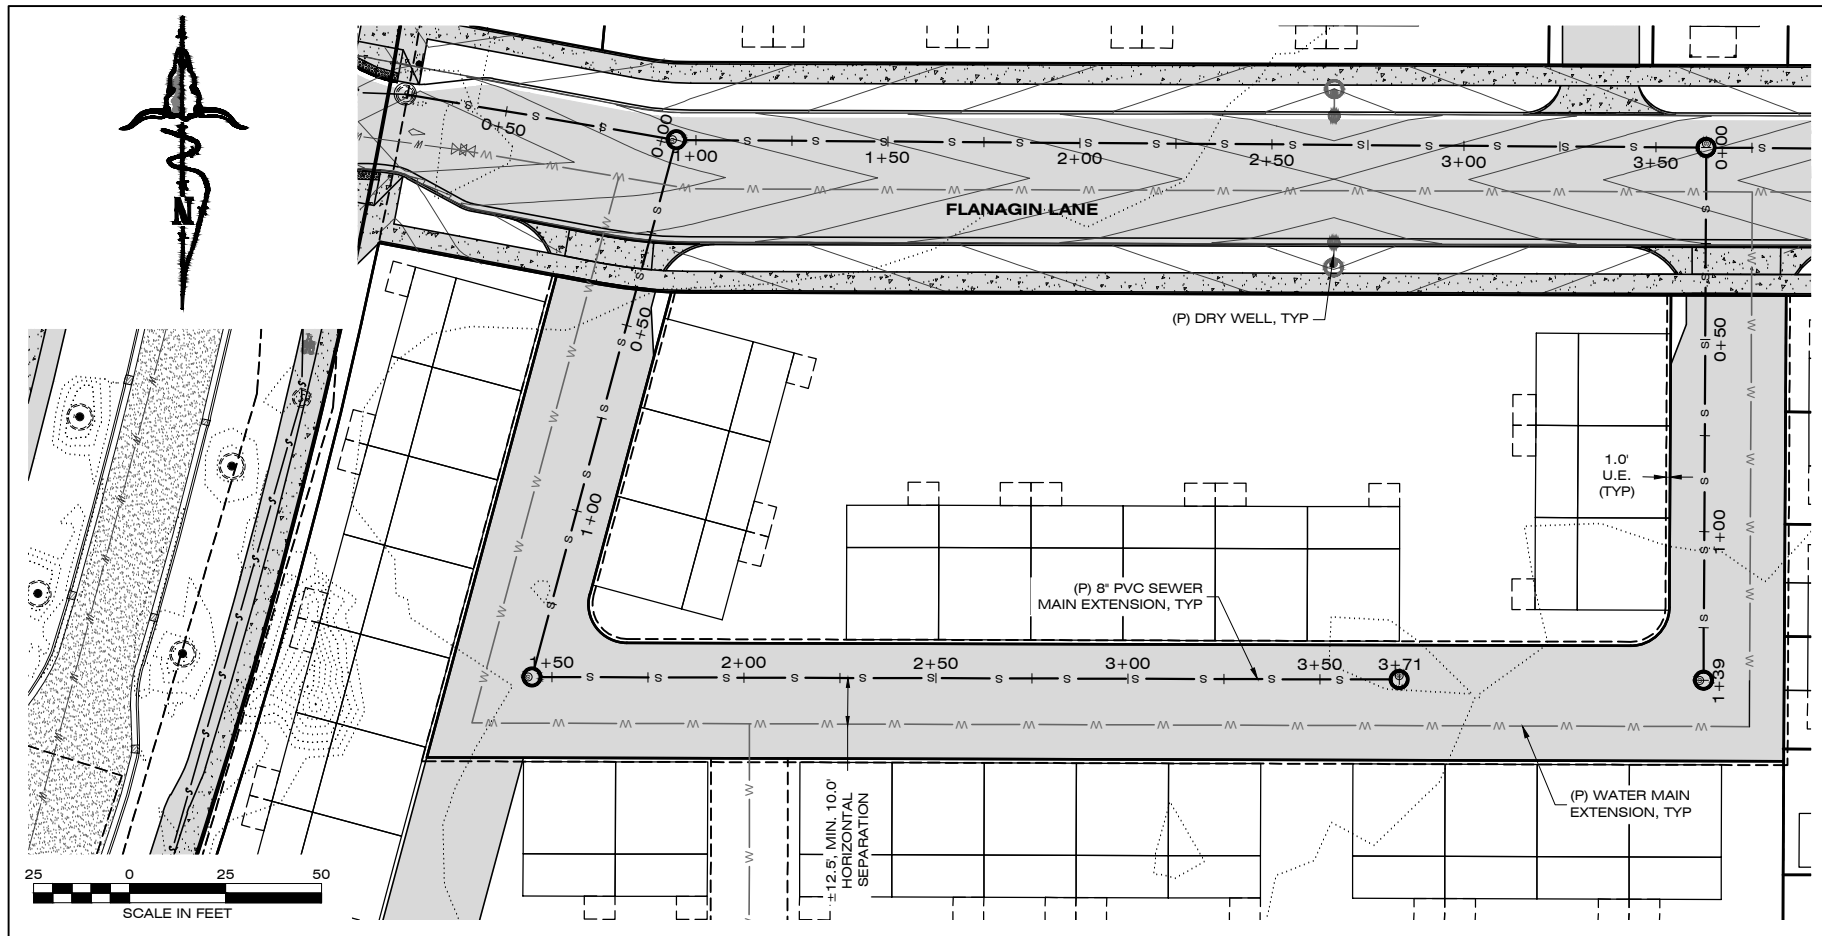 N
0+50
0+00
1+00
1+50
2+00
2+50
3+00
3+50
0+00
FLANAGIN LANE
(P) DRY WELL, TYP
0+50
0+50
1.0'
U.E.
(TYP)
1+00
1+00
(P) 8" PVC SEWER
MAIN EXTENSION, TYP
1+50
2+00
2+50
3+00
3+50
3+71
1+39
±12.5', MIN. 10.0'
HORIZONTAL
SEPARATION
(P) WATER MAIN
EXTENSION, TYP
25 0 25 50
SCALE IN FEET